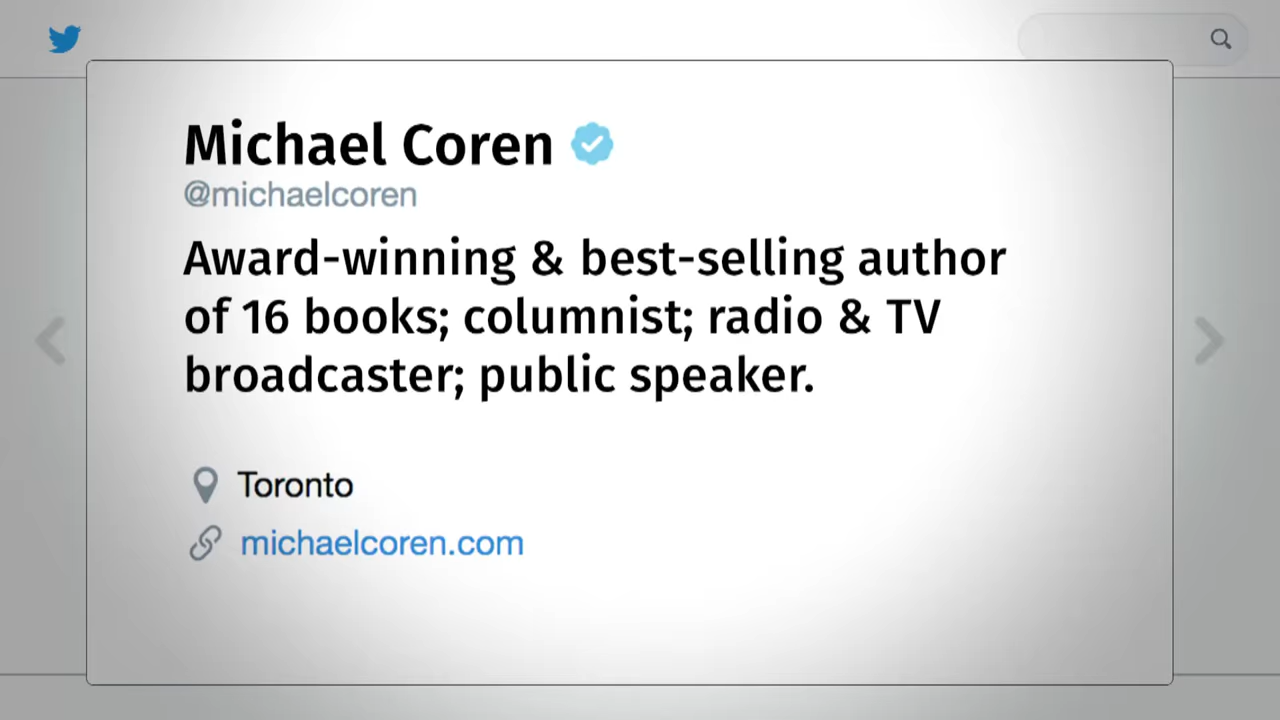 Michael Coren
@michaelcoren
Award-winning & best-selling author
of 16 books; columnist; radio & TV
broadcaster; public speaker.
Toronto
michaelcoren.com